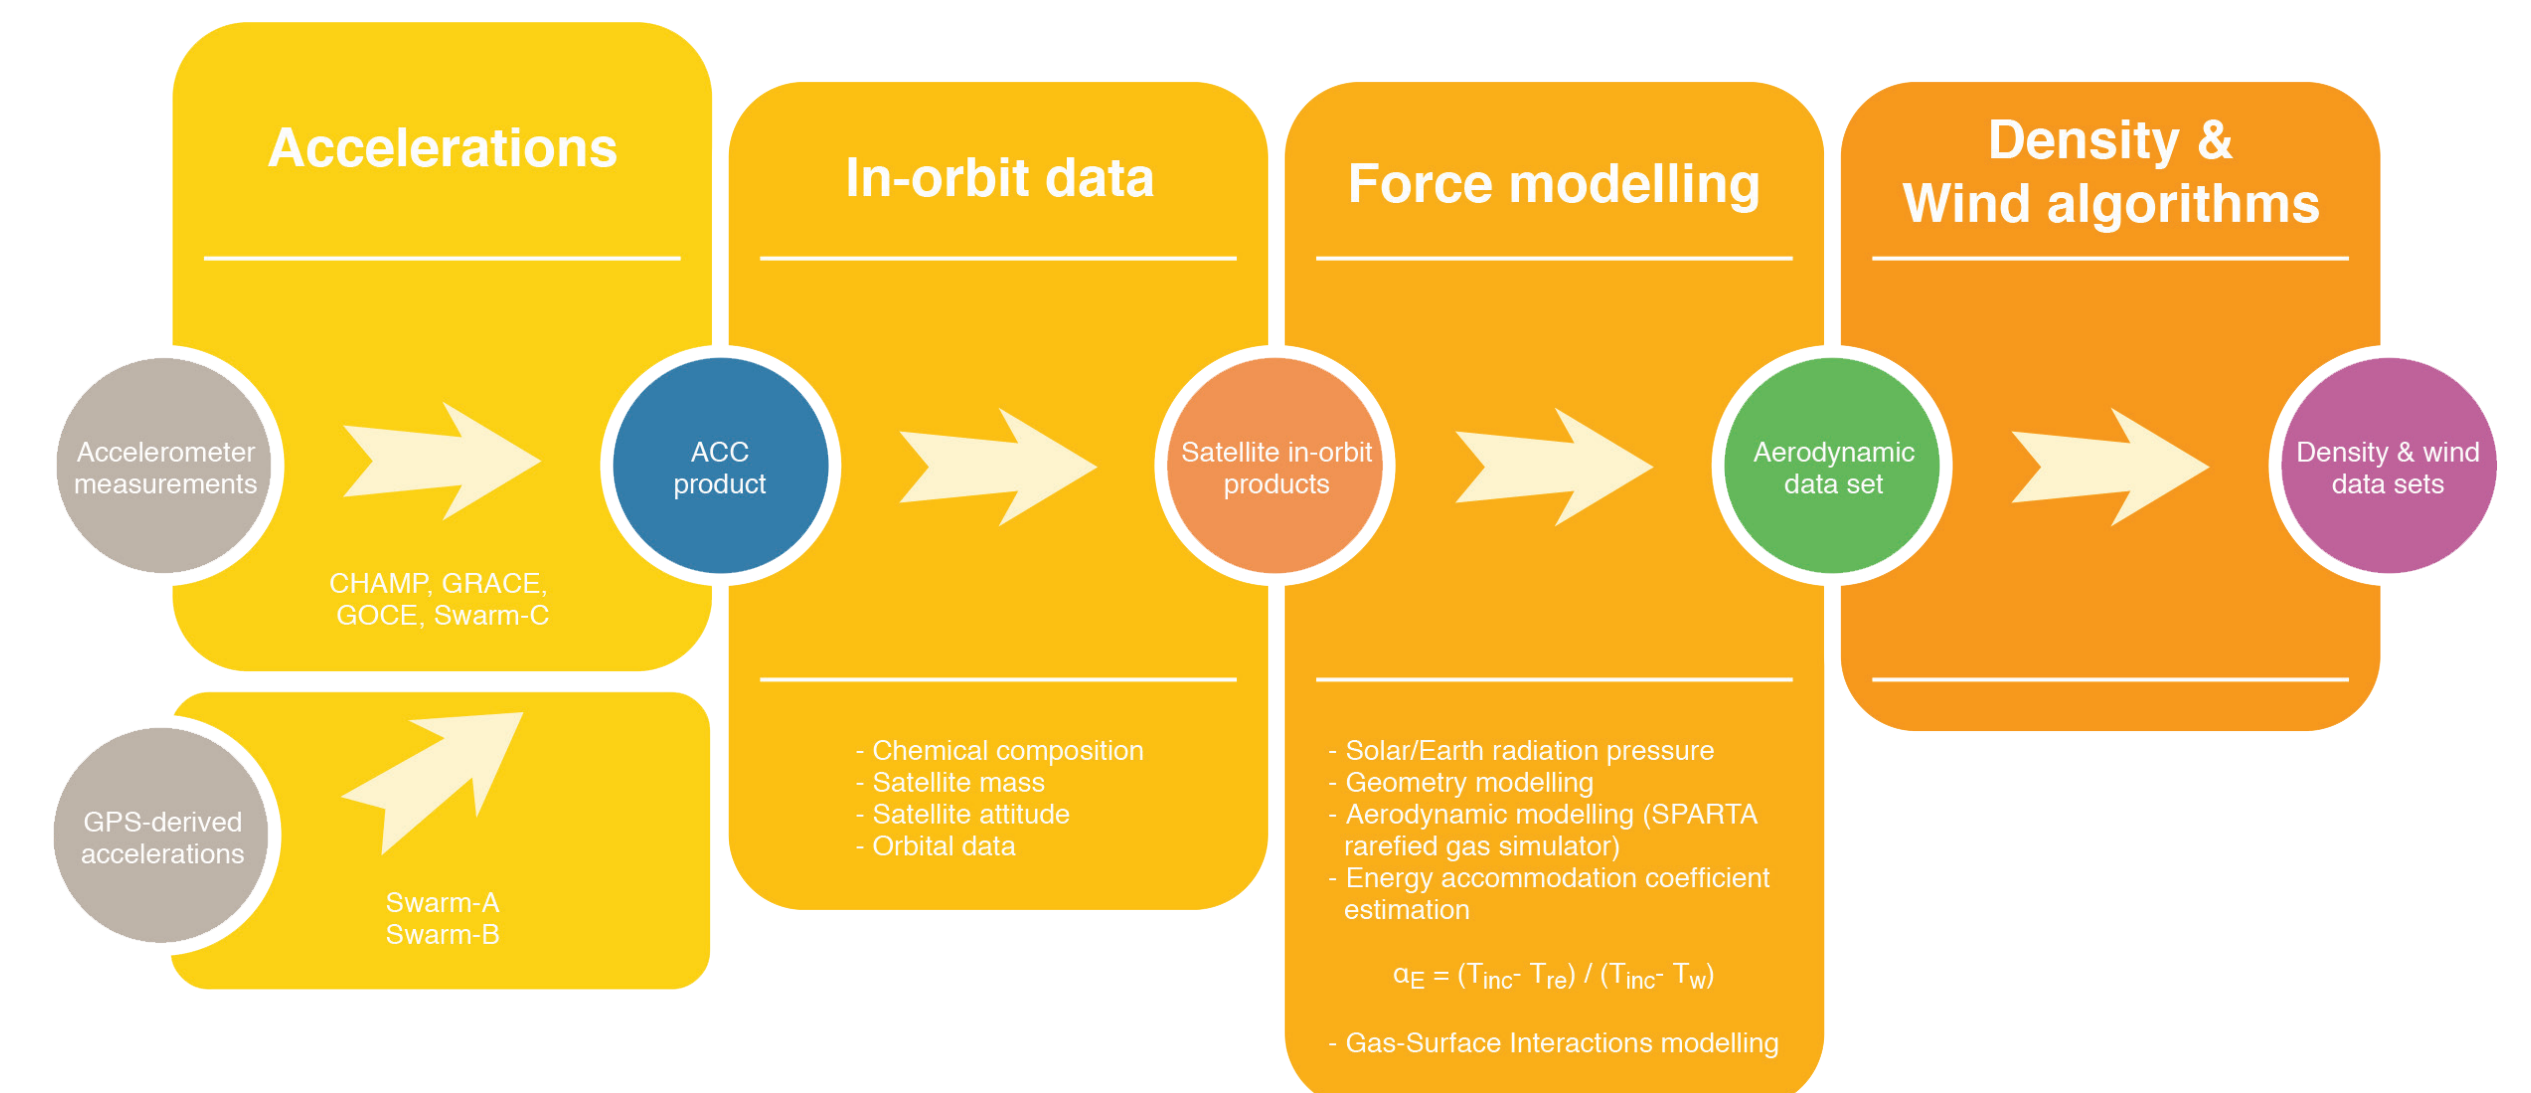 Accelerations
Accelerometer
measurements
CHAMP, GRACE,
GOCE, Swarm-C
GPS-derived
accelerations
Swarm-A
Swarm-B
ACC
product
In-orbit data
- Chemical composition
- Satellite mass
- Satellite attitude
- Orbital data
Satellite in-orbit
products
Force modelling
- Solar/Earth radiation pressure
- Geometry modelling
- Aerodynamic modelling (SPARTA
rarefied gas simulator)
- Energy accommodation coefficient
estimation
αE = (Tinc- Tre) / (Tinc- Tw)
- Gas-Surface Interactions modelling
Aerodynamic
data set
Density &
Wind algorithms
Density & wind
data sets